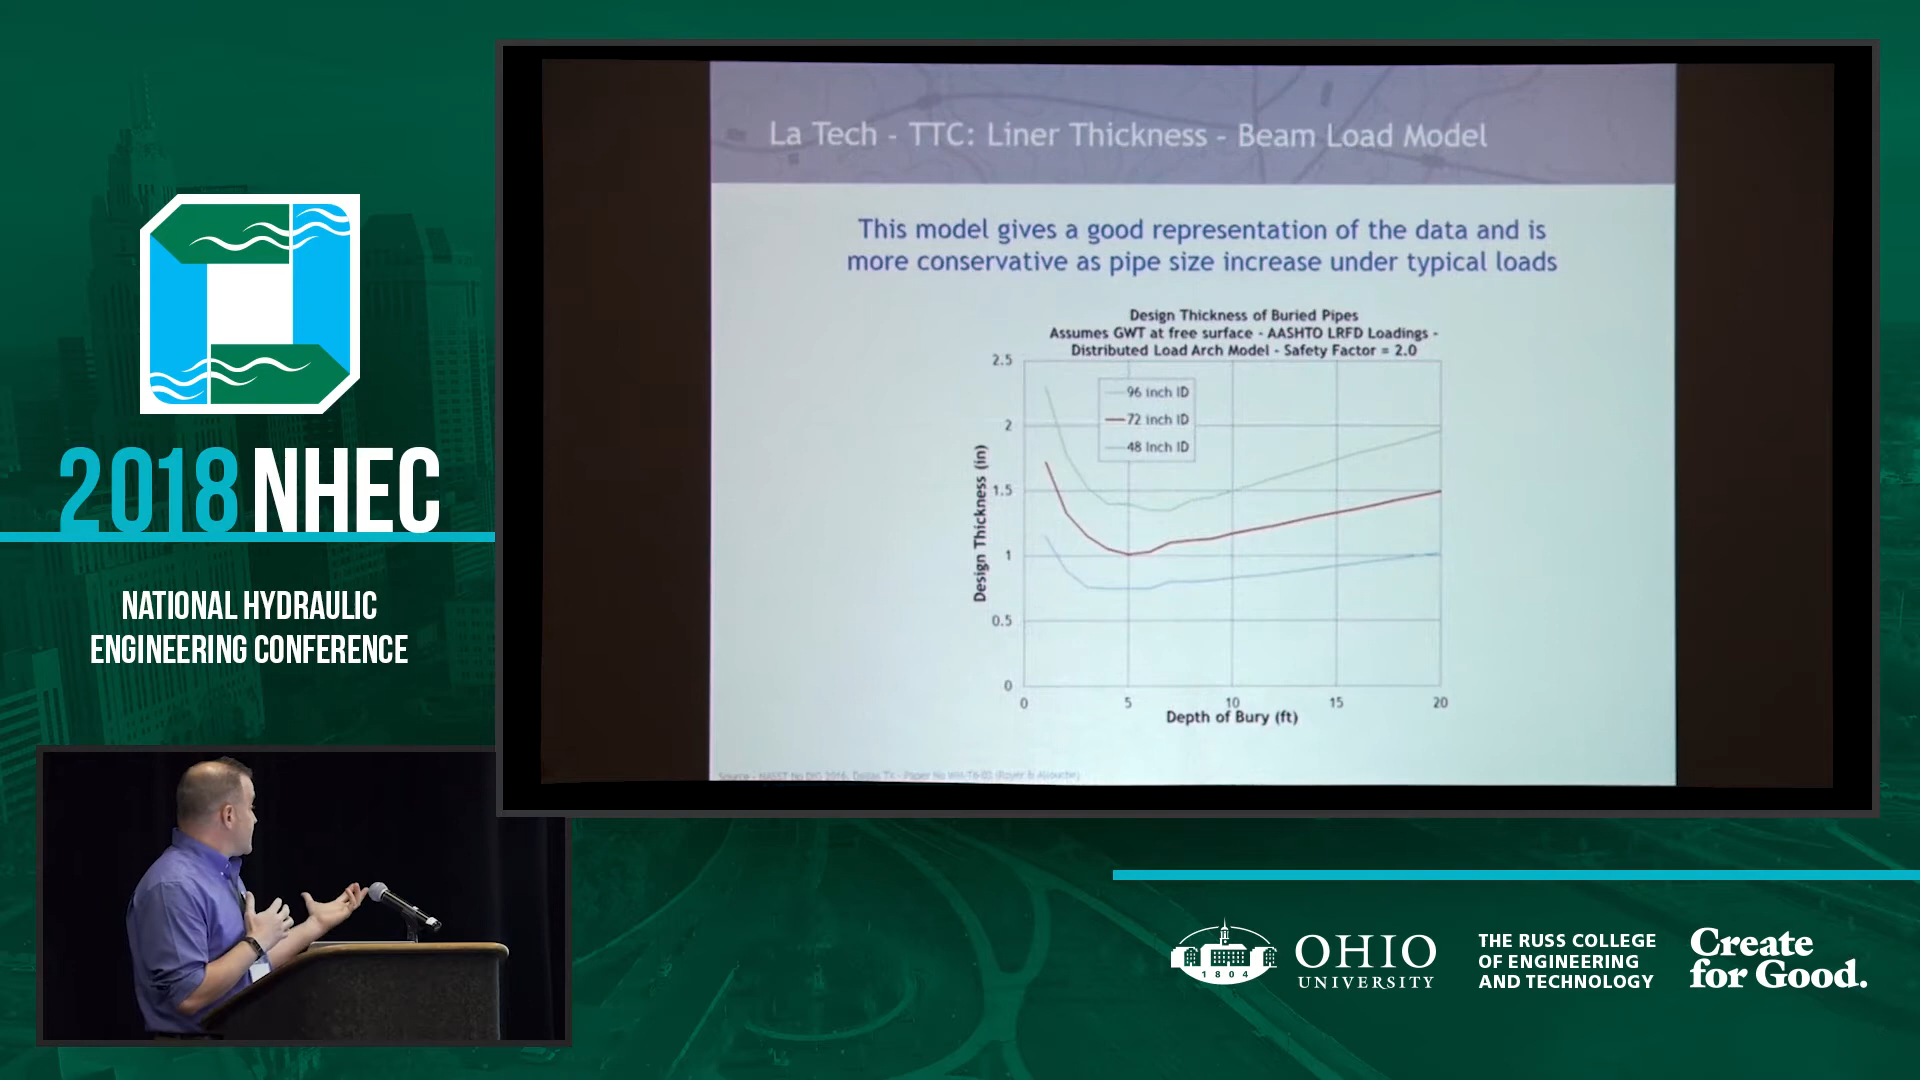 2018 NHEC
NATIONAL HYDRAULIC
ENGINEERING CONFERENCE
La Tech - TTC: Liner Thickness - Beam Load Model
This model gives a good representation of the data and is
more conservative as pipe size increase under typical loads
Design Thickness of Buried Pipes
Assumes GWT at free surface - AASHTO LRFD Loadings -
Distributed Load Arch Model - Safety Factor = 2.0
96 inch ID
72 inch ID
48 inch ID
2.5
2
1.5
1
0.5
0
Design Thickness (in)
0 5 10 15 20
Depth of Bury (ft)
1804
OHIO
UNIVERSITY
THE RUSS COLLEGE
OF ENGINEERING
AND TECHNOLOGY
Create
for Good.